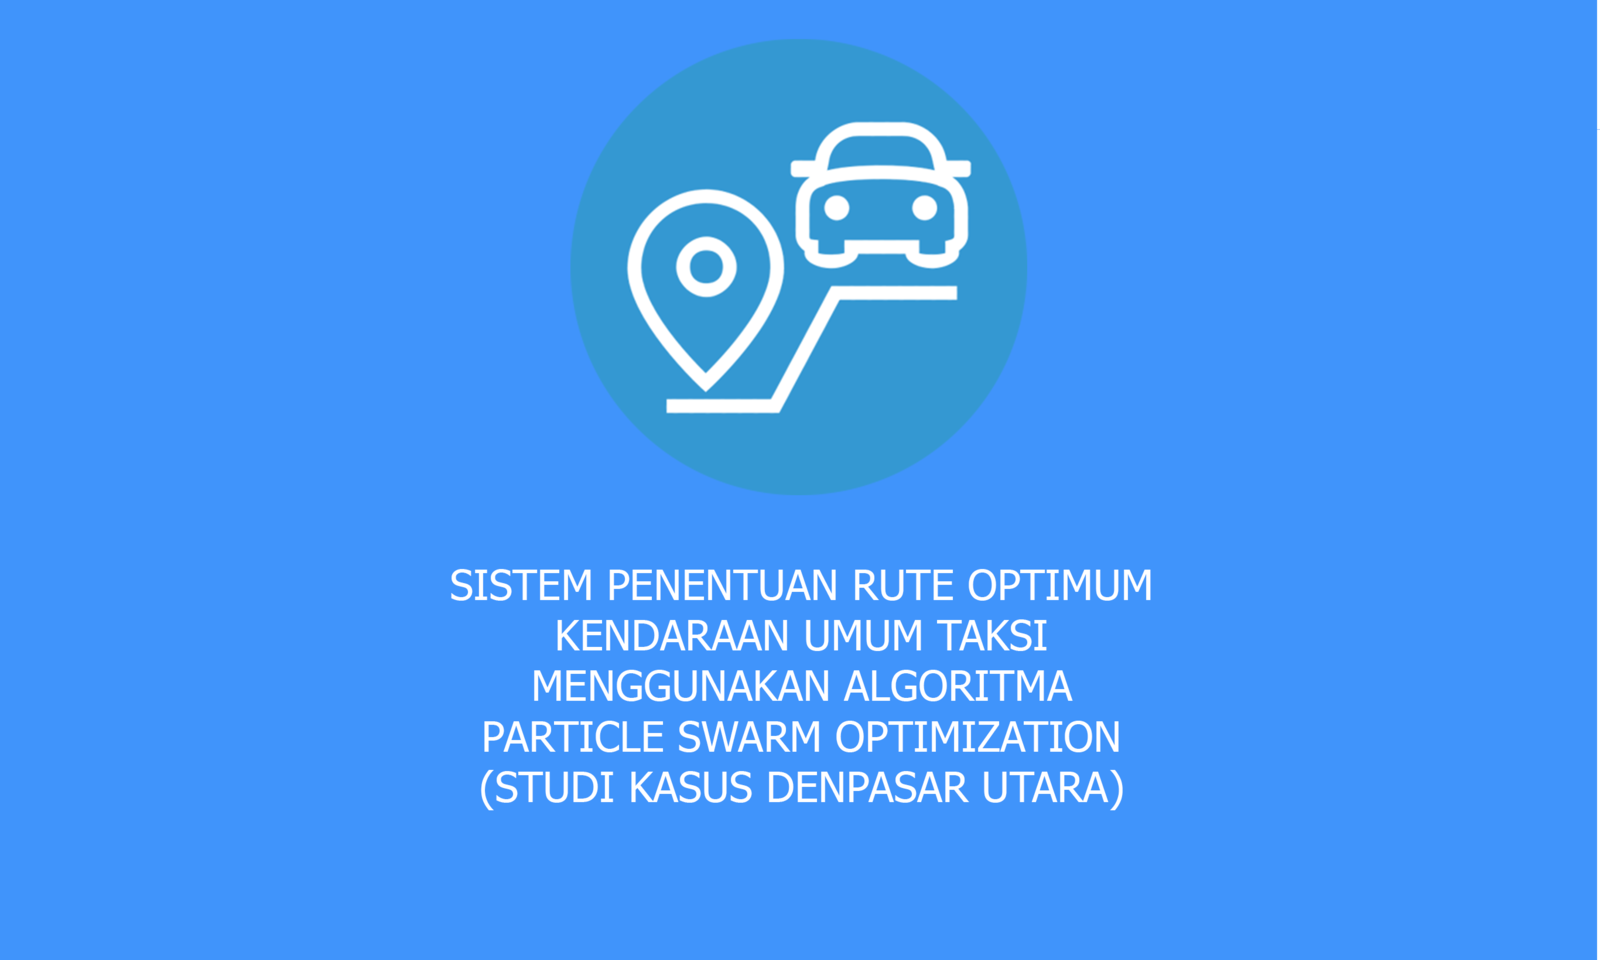 SISTEM PENENTUAN RUTE OPTIMUM
KENDARAAN UMUM TAKSI
MENGGUNAKAN ALGORITMA
PARTICLE SWARM OPTIMIZATION
(STUDI KASUS DENPASAR UTARA)